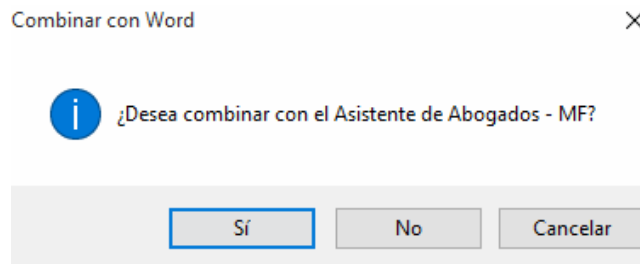 Combinar con Word
¿Desea combinar con el Asistente de Abogados - MF?
Sí No Cancelar